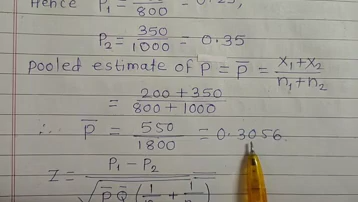 Hence P₁ = /800 = 0.25,
P₂ = 350/1000 = 0.35
pooled estimate of P = P̄ = x₁+x₂/n₁+n₂
= 200+350/800+1000
∴ P̄ = 550/1800 = 0.3056
Z = P₁ - P₂/√P̄ Q̄ (1/ + 1/)